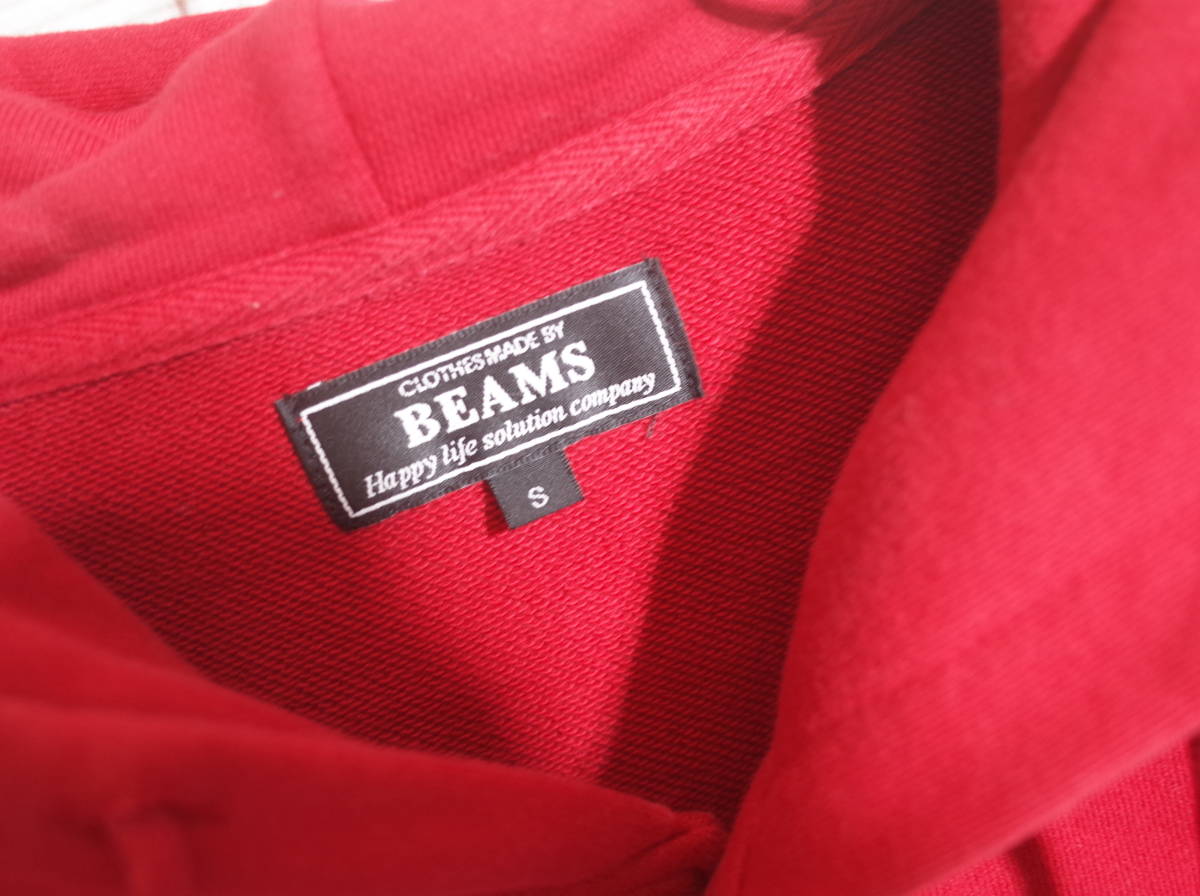 CLOTHES MADE BY
BEAMS
Happy life solution company
S